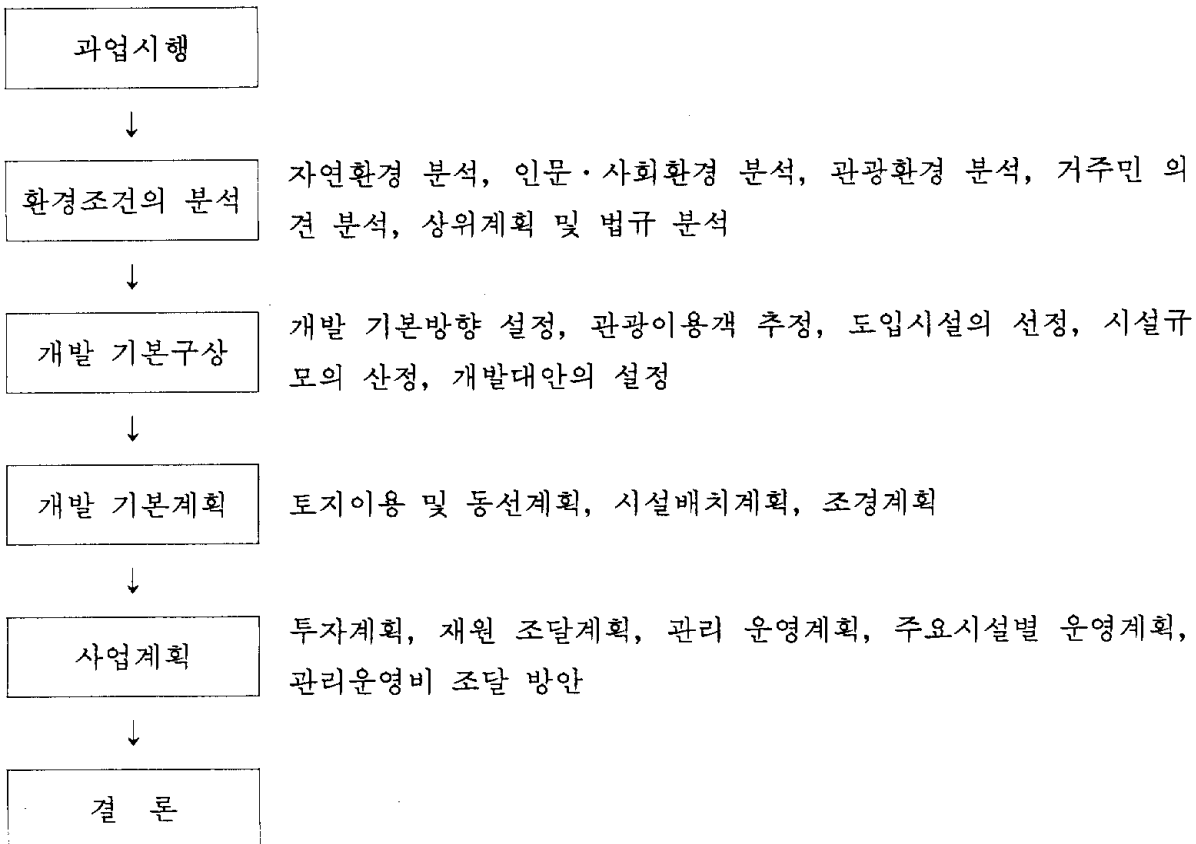 과업시행
↓
환경조건의 분석
자연환경 분석, 인문·사회환경 분석, 관광환경 분석, 거주민 의
견 분석, 상위계획 및 법규 분석
↓
개발 기본구상
개발 기본방향 설정, 관광이용객 추정, 도입시설의 선정, 시설규
모의 산정, 개발대안의 설정
↓
개발 기본계획
토지이용 및 동선계획, 시설배치계획, 조경계획
↓
사업계획
투자계획, 재원 조달계획, 관리 운영계획, 주요시설별 운영계획,
관리운영비 조달 방안
↓
결 론